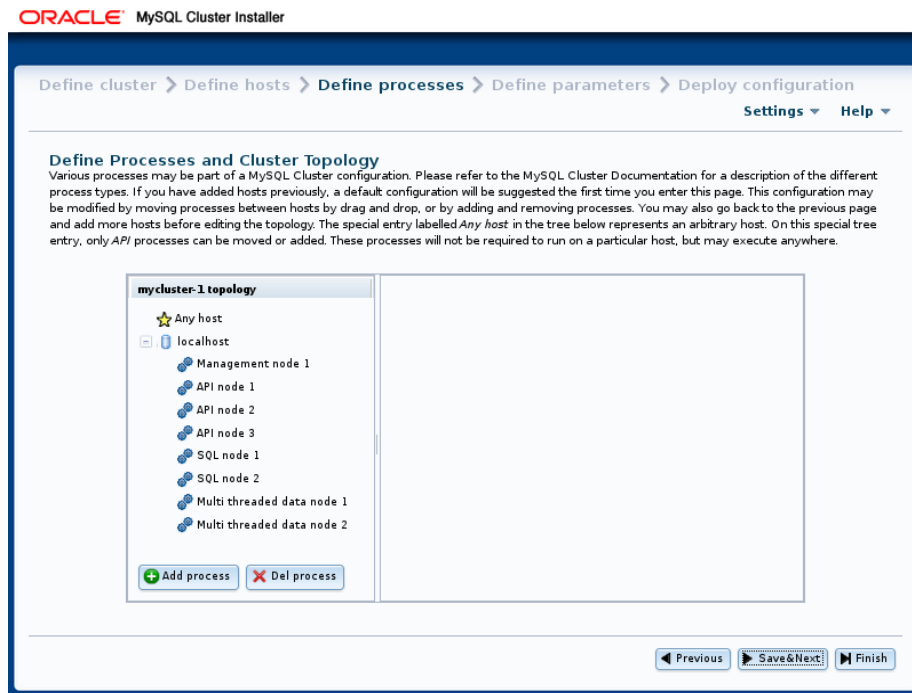 ORACLE® MySQL Cluster Installer
Define cluster > Define hosts > Define processes > Define parameters > Deploy configuration
Settings Help
Define Processes and Cluster Topology
Various processes may be part of a MySQL Cluster configuration. Please refer to the MySQL Cluster Documentation for a description of the different
process types. If you have added hosts previously, a default configuration will be suggested the first time you enter this page. This configuration may
be modified by moving processes between hosts by drag and drop, or by adding and removing processes. You may also go back to the previous page
and add more hosts before editing the topology. The special entry labelled Any host in the tree below represents an arbitrary host. On this special tree
entry, only API processes can be moved or added. These processes will not be required to run on a particular host, but may execute anywhere.
mycluster-1 topology
Any host
localhost
Management node 1
API node 1
API node 2
API node 3
SQL node 1
SQL node 2
Multi threaded data node 1
Multi threaded data node 2
Add process Del process
Previous Save&Next Finish